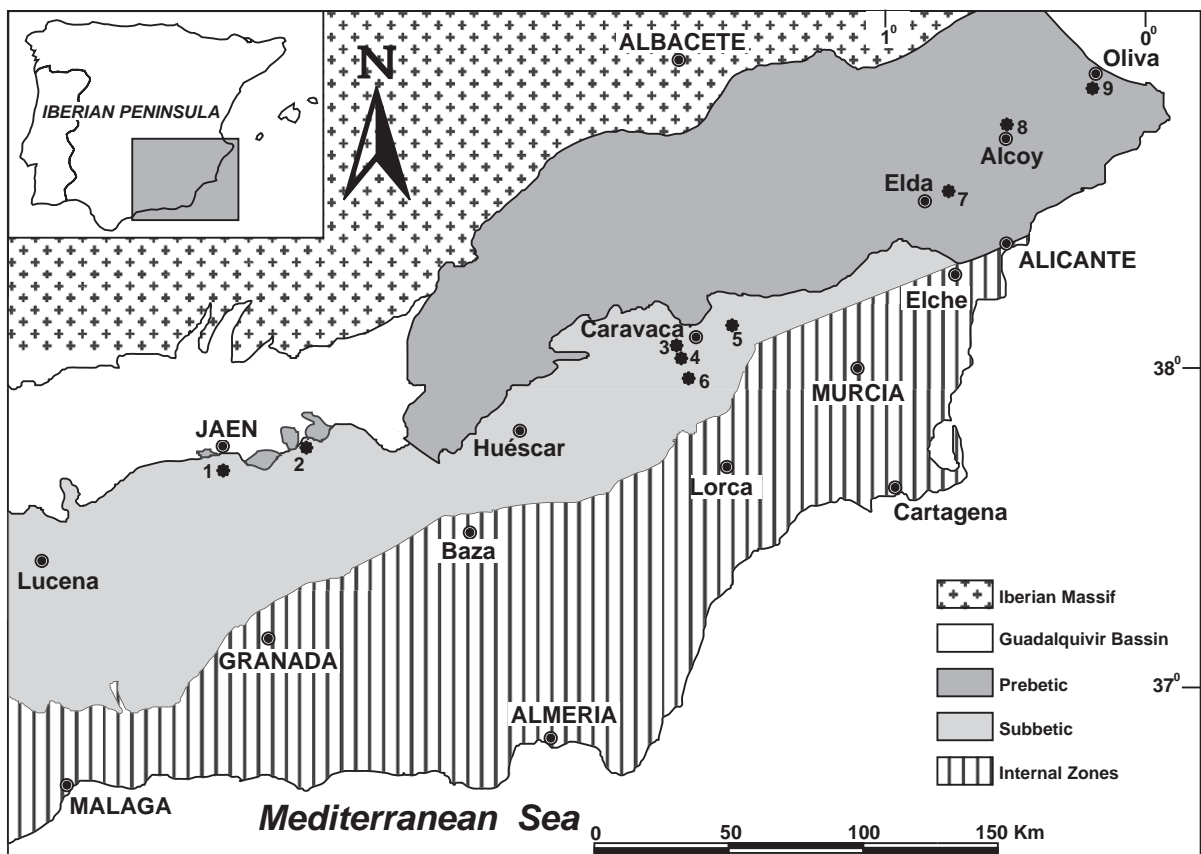 1⁰
0⁰
ALBACETE
N
Oliva
9
IBERIAN PENINSULA
8
Alcoy
Elda
7
ALICANTE
Elche
Caravaca
5
3
4
6
38⁰
MURCIA
JAEN
Huéscar
1
2
Lorca
Cartagena
Baza
Lucena
Iberian Massif
Guadalquivir Bassin
GRANADA
Prebetic
37⁰
ALMERIA
Subbetic
Internal Zones
MALAGA
Mediterranean Sea
0 50 100 150 Km